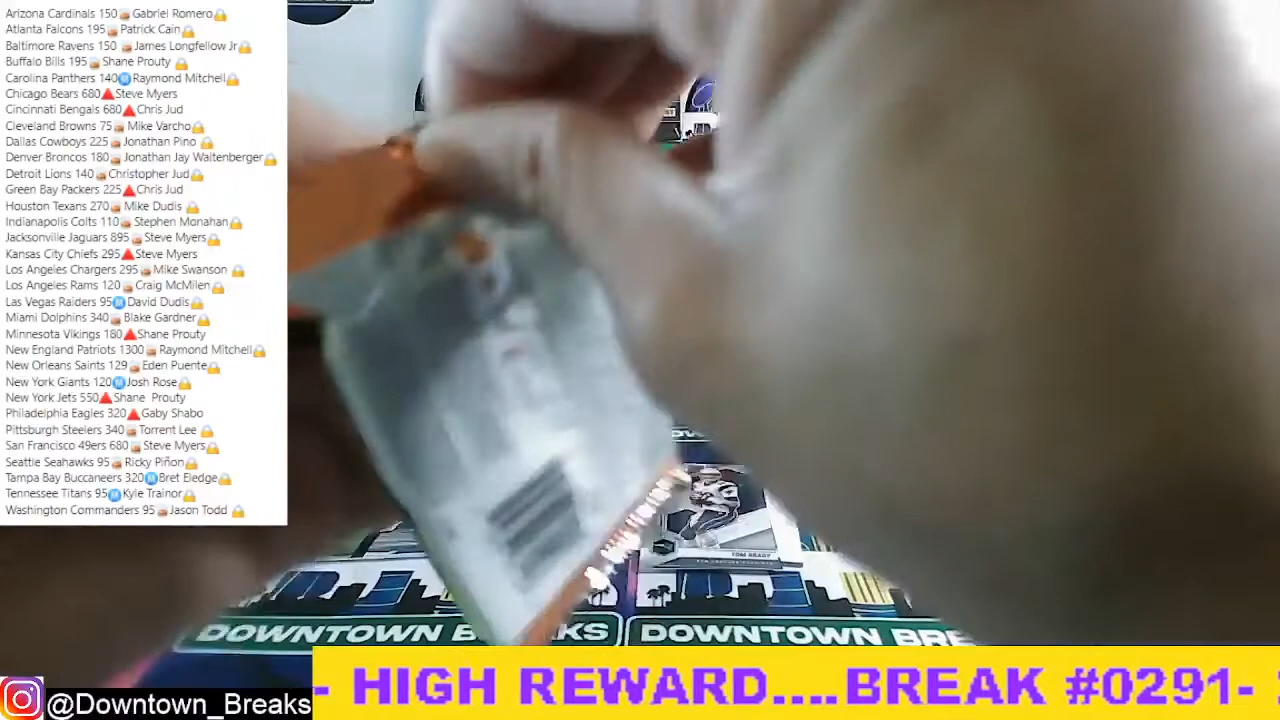 Arizona Cardinals 150 Gabriel Romero
Atlanta Falcons 195 Patrick Cain
Baltimore Ravens 150 James Longfellow Jr
Buffalo Bills 195 Shane Prouty
Carolina Panthers 140 Ⓜ Raymond Mitchell
Chicago Bears 680 Steve Myers
Cincinnati Bengals 680 Chris Jud
Cleveland Browns 75 Mike Varcho
Dallas Cowboys 225 Jonathan Pino
Denver Broncos 180 Jonathan Jay Waltenberger
Detroit Lions 140 Christopher Jud
Green Bay Packers 225 Chris Jud
Houston Texans 270 Mike Dudis
Indianapolis Colts 110 Stephen Monahan
Jacksonville Jaguars 895 Steve Myers
Kansas City Chiefs 295 Steve Myers
Los Angeles Chargers 295 Mike Swanson
Los Angeles Rams 120 Craig McMilen
Las Vegas Raiders 95 Ⓜ David Dudis
Miami Dolphins 340 Blake Gardner
Minnesota Vikings 180 Shane Prouty
New England Patriots 1300 Raymond Mitchell
New Orleans Saints 129 Eden Puente
New York Giants 120 Ⓜ Josh Rose
New York Jets 550 Shane Prouty
Philadelphia Eagles 320 Gaby Shabo
Pittsburgh Steelers 340 Torrent Lee
San Francisco 49ers 680 Steve Myers
Seattle Seahawks 95 Ricky Piñon
Tampa Bay Buccaneers 320 Ⓜ Bret Eledge
Tennessee Titans 95 Ⓜ Kyle Trainor
Washington Commanders 95 Jason Todd
TOM BRADY
DOWNTOWN BREAKS
DOWNTOWN BRE
@Downtown_Breaks
- HIGH REWARD....BREAK #0291-